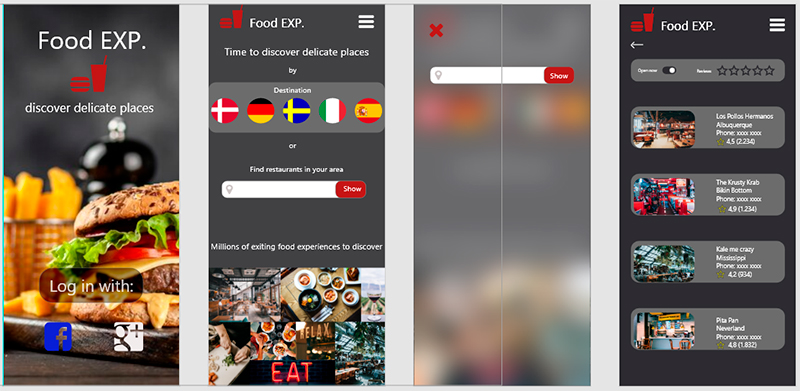 Food EXP.
discover delicate places
Log in with:
f
g+
Food EXP.
Time to discover delicate places
by
Destination
or
Find restaurants in your area
Show
Millions of exiting food experiences to discover
RELAX
EAT
Show
Food EXP.
Open now
Reviews
Los Pollos Hermanos
Albuquerque
Phone: xxxx xxxx
4,5 (2.234)
The Krusty Krab
Bikin Bottom
Phone: xxxx xxxx
4,9 (1.234)
Kale me crazy
Mississippi
Phone: xxxx xxxx
4,2 (934)
Pita Pan
Neverland
Phone: xxxx xxxx
4,8 (1.832)